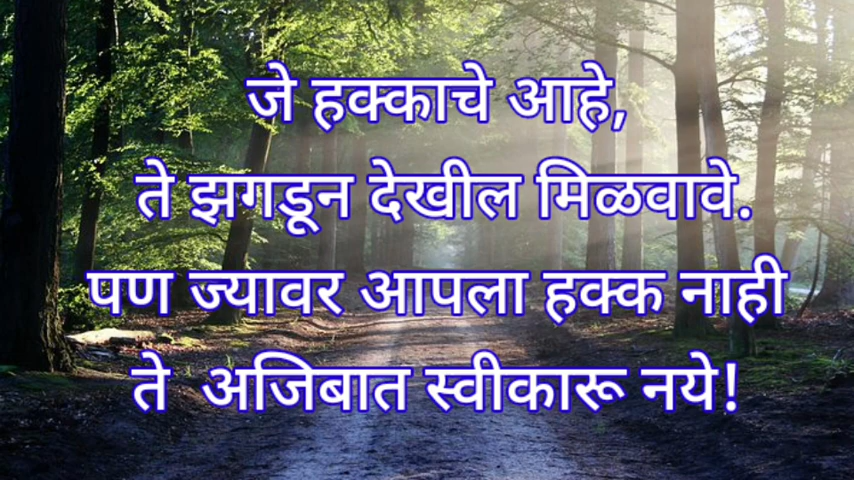 जे हक्काचे आहे,
ते झगडून देखील मिळवावे.
पण ज्यावर आपला हक्क नाही
ते अजिबात स्वीकारू नये!